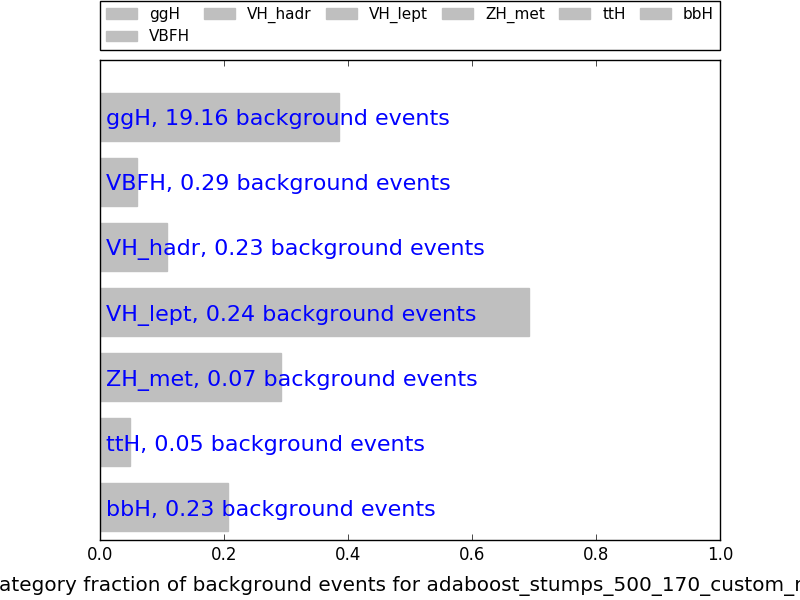 ggH VH_hadr VH_lept ZH_met ttH bbH
VBFH
ggH, 19.16 background events
VBFH, 0.29 background events
VH_hadr, 0.23 background events
VH_lept, 0.24 background events
ZH_met, 0.07 background events
ttH, 0.05 background events
bbH, 0.23 background events
0.0 0.2 0.4 0.6 0.8 1.0
ategory fraction of background events for adaboost_stumps_500_170_custom_